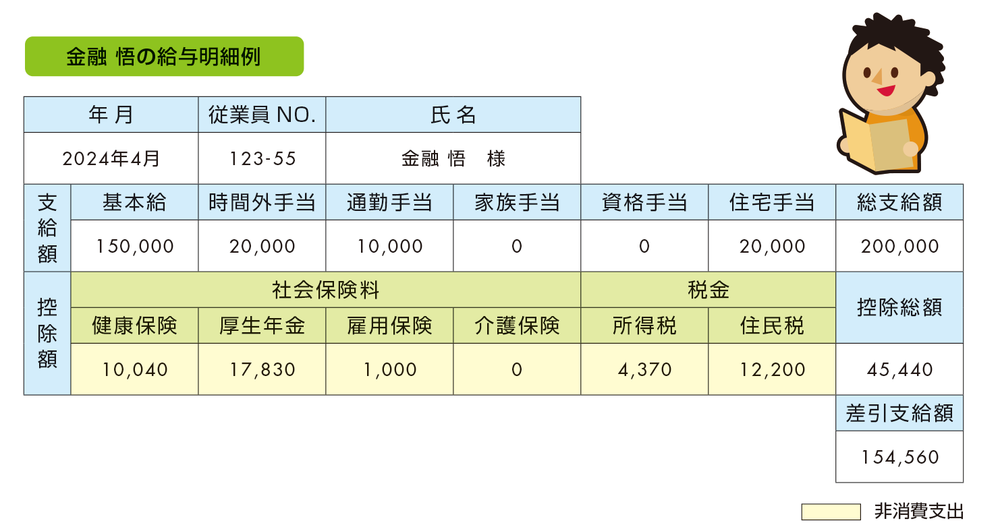 金融 悟の給与明細例
年 月 従業員 NO. 氏 名
2024年4月 123-55 金融 悟 様
支給額 基本給 時間外手当 通勤手当 家族手当 資格手当 住宅手当 総支給額
150,000 20,000 10,000 0 0 20,000 200,000
控除額 社会保険料 税金 控除総額
健康保険 厚生年金 雇用保険 介護保険 所得税 住民税
10,040 17,830 1,000 0 4,370 12,200 45,440
差引支給額
154,560
非消費支出